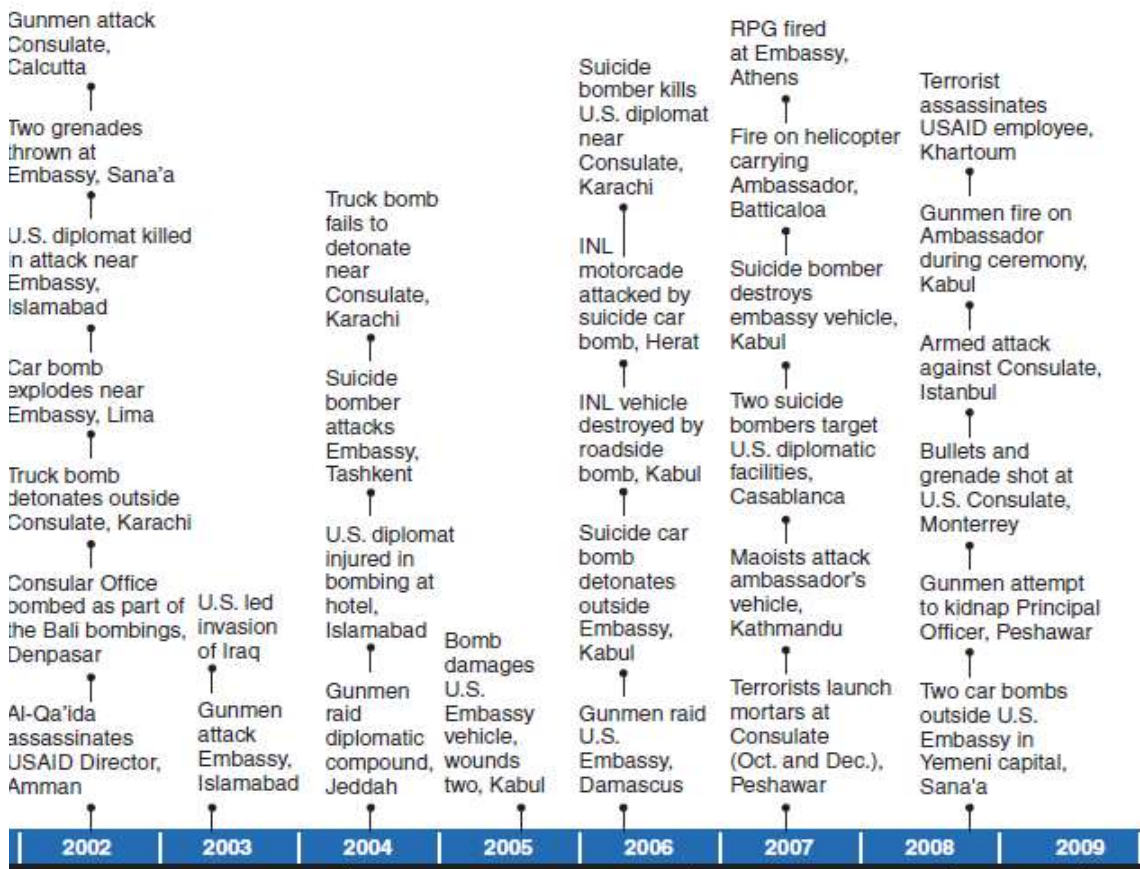 Gunmen attack
Consulate,
Calcutta
Two grenades
thrown at
Embassy, Sana'a
U.S. diplomat killed
in attack near
Embassy,
Islamabad
Car bomb
explodes near
Embassy, Lima
Truck bomb
detonates outside
Consulate, Karachi
Consular Office
bombed as part of
the Bali bombings,
Denpasar
Al-Qa'ida
assassinates
USAID Director,
Amman
U.S. led
invasion
of Iraq
Gunmen
attack
Embassy,
Islamabad
Truck bomb
fails to
detonate
near
Consulate,
Karachi
Suicide
bomber
attacks
Embassy,
Tashkent
U.S. diplomat
injured in
bombing at
hotel,
Islamabad
Gunmen
raid
diplomatic
compound,
Jeddah
Bomb
damages
U.S.
Embassy
vehicle,
wounds
two, Kabul
Suicide
bomber kills
U.S. diplomat
near
Consulate,
Karachi
INL
motorcade
attacked by
suicide car
bomb, Herat
INL vehicle
destroyed by
roadside
bomb, Kabul
Suicide car
bomb
detonates
outside
Embassy,
Kabul
Gunmen raid
U.S.
Embassy,
Damascus
RPG fired
at Embassy,
Athens
Fire on helicopter
carrying
Ambassador,
Batticaloa
Suicide bomber
destroys
embassy vehicle,
Kabul
Two suicide
bombers target
U.S. diplomatic
facilities,
Casablanca
Maoists attack
ambassador's
vehicle,
Kathmandu
Terrorists launch
mortars at
Consulate
(Oct. and Dec.),
Peshawar
Terrorist
assassinates
USAID employee,
Khartoum
Gunmen fire on
Ambassador
during ceremony,
Kabul
Armed attack
against Consulate,
Istanbul
Bullets and
grenade shot at
U.S. Consulate,
Monterrey
Gunmen attempt
to kidnap Principal
Officer, Peshawar
Two car bombs
outside U.S.
Embassy in
Yemeni capital,
Sana'a
2002 2003 2004 2005 2006 2007 2008 2009